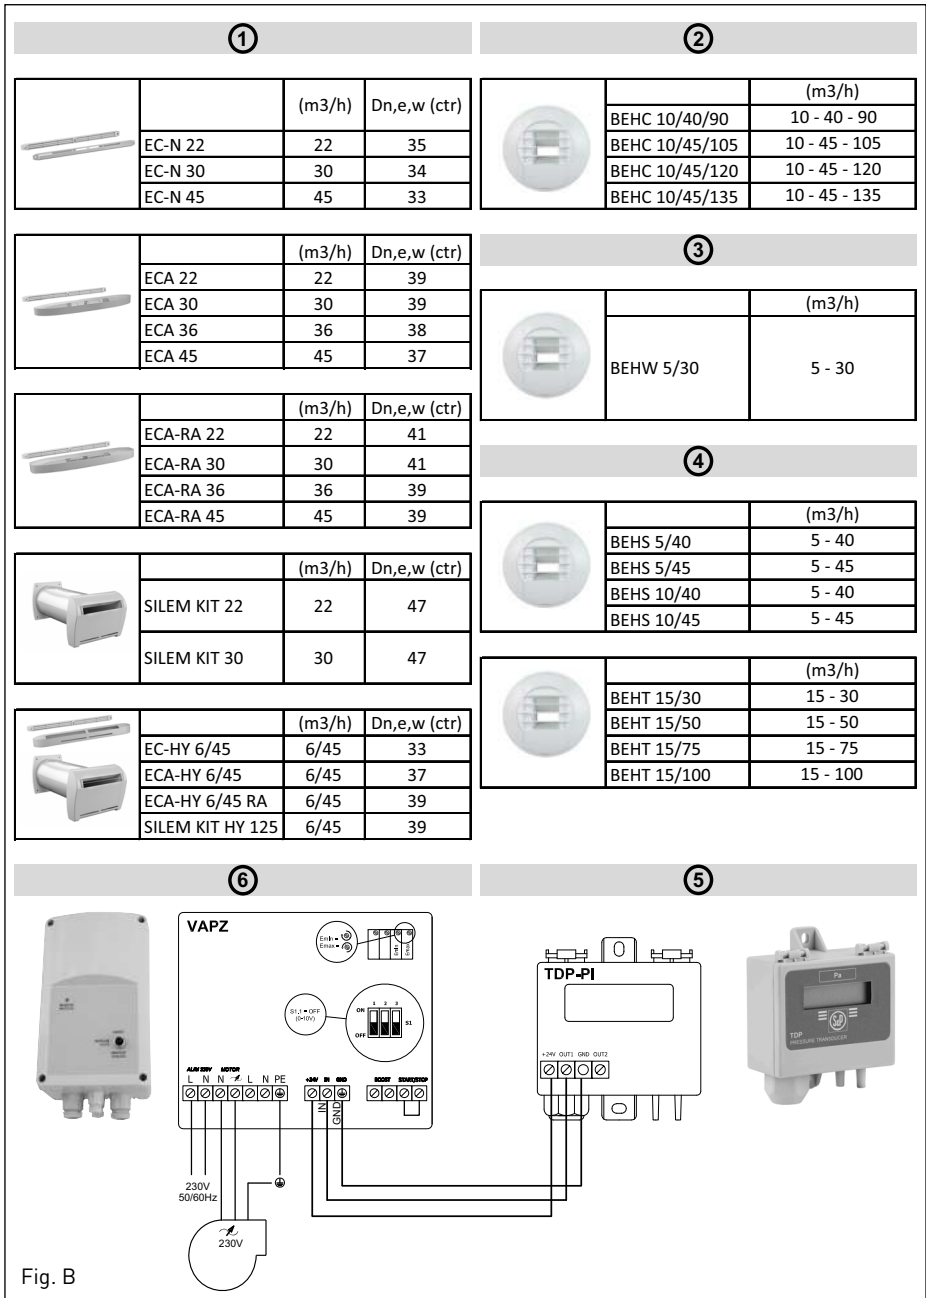 1
(m3/h) Dn,e,w (ctr)
EC-N 22 22 35
EC-N 30 30 34
EC-N 45 45 33
(m3/h) Dn,e,w (ctr)
ECA 22 22 39
ECA 30 30 39
ECA 36 36 38
ECA 45 45 37
(m3/h) Dn,e,w (ctr)
ECA-RA 22 22 41
ECA-RA 30 30 41
ECA-RA 36 36 39
ECA-RA 45 45 39
(m3/h) Dn,e,w (ctr)
SILEM KIT 22 22 47
SILEM KIT 30 30 47
(m3/h) Dn,e,w (ctr)
EC-HY 6/45 6/45 33
ECA-HY 6/45 6/45 37
ECA-HY 6/45 RA 6/45 39
SILEM KIT HY 125 6/45 39
2
(m3/h)
BEHC 10/40/90 10 - 40 - 90
BEHC 10/45/105 10 - 45 - 105
BEHC 10/45/120 10 - 45 - 120
BEHC 10/45/135 10 - 45 - 135
3
(m3/h)
BEHW 5/30 5 - 30
4
(m3/h)
BEHS 5/40 5 - 40
BEHS 5/45 5 - 45
BEHS 10/40 5 - 40
BEHS 10/45 5 - 45
(m3/h)
BEHT 15/30 15 - 30
BEHT 15/50 15 - 50
BEHT 15/75 15 - 75
BEHT 15/100 15 - 100
6
VAPZ
Emin =
Emax =
Emin
Emax
S1.1 = OFF
(0-10V)
1 2 3
ON
OFF
S1
ALIM 230V MOTOR
L N N L N PE
+24V IN GND
BOOST START/STOP
IN
GND
230V
50/60Hz
230V
5
TDP-PI
+24V OUT1 GND OUT2
Pa
S&P
TDP
PRESSURE TRANSDUCER
Fig. B